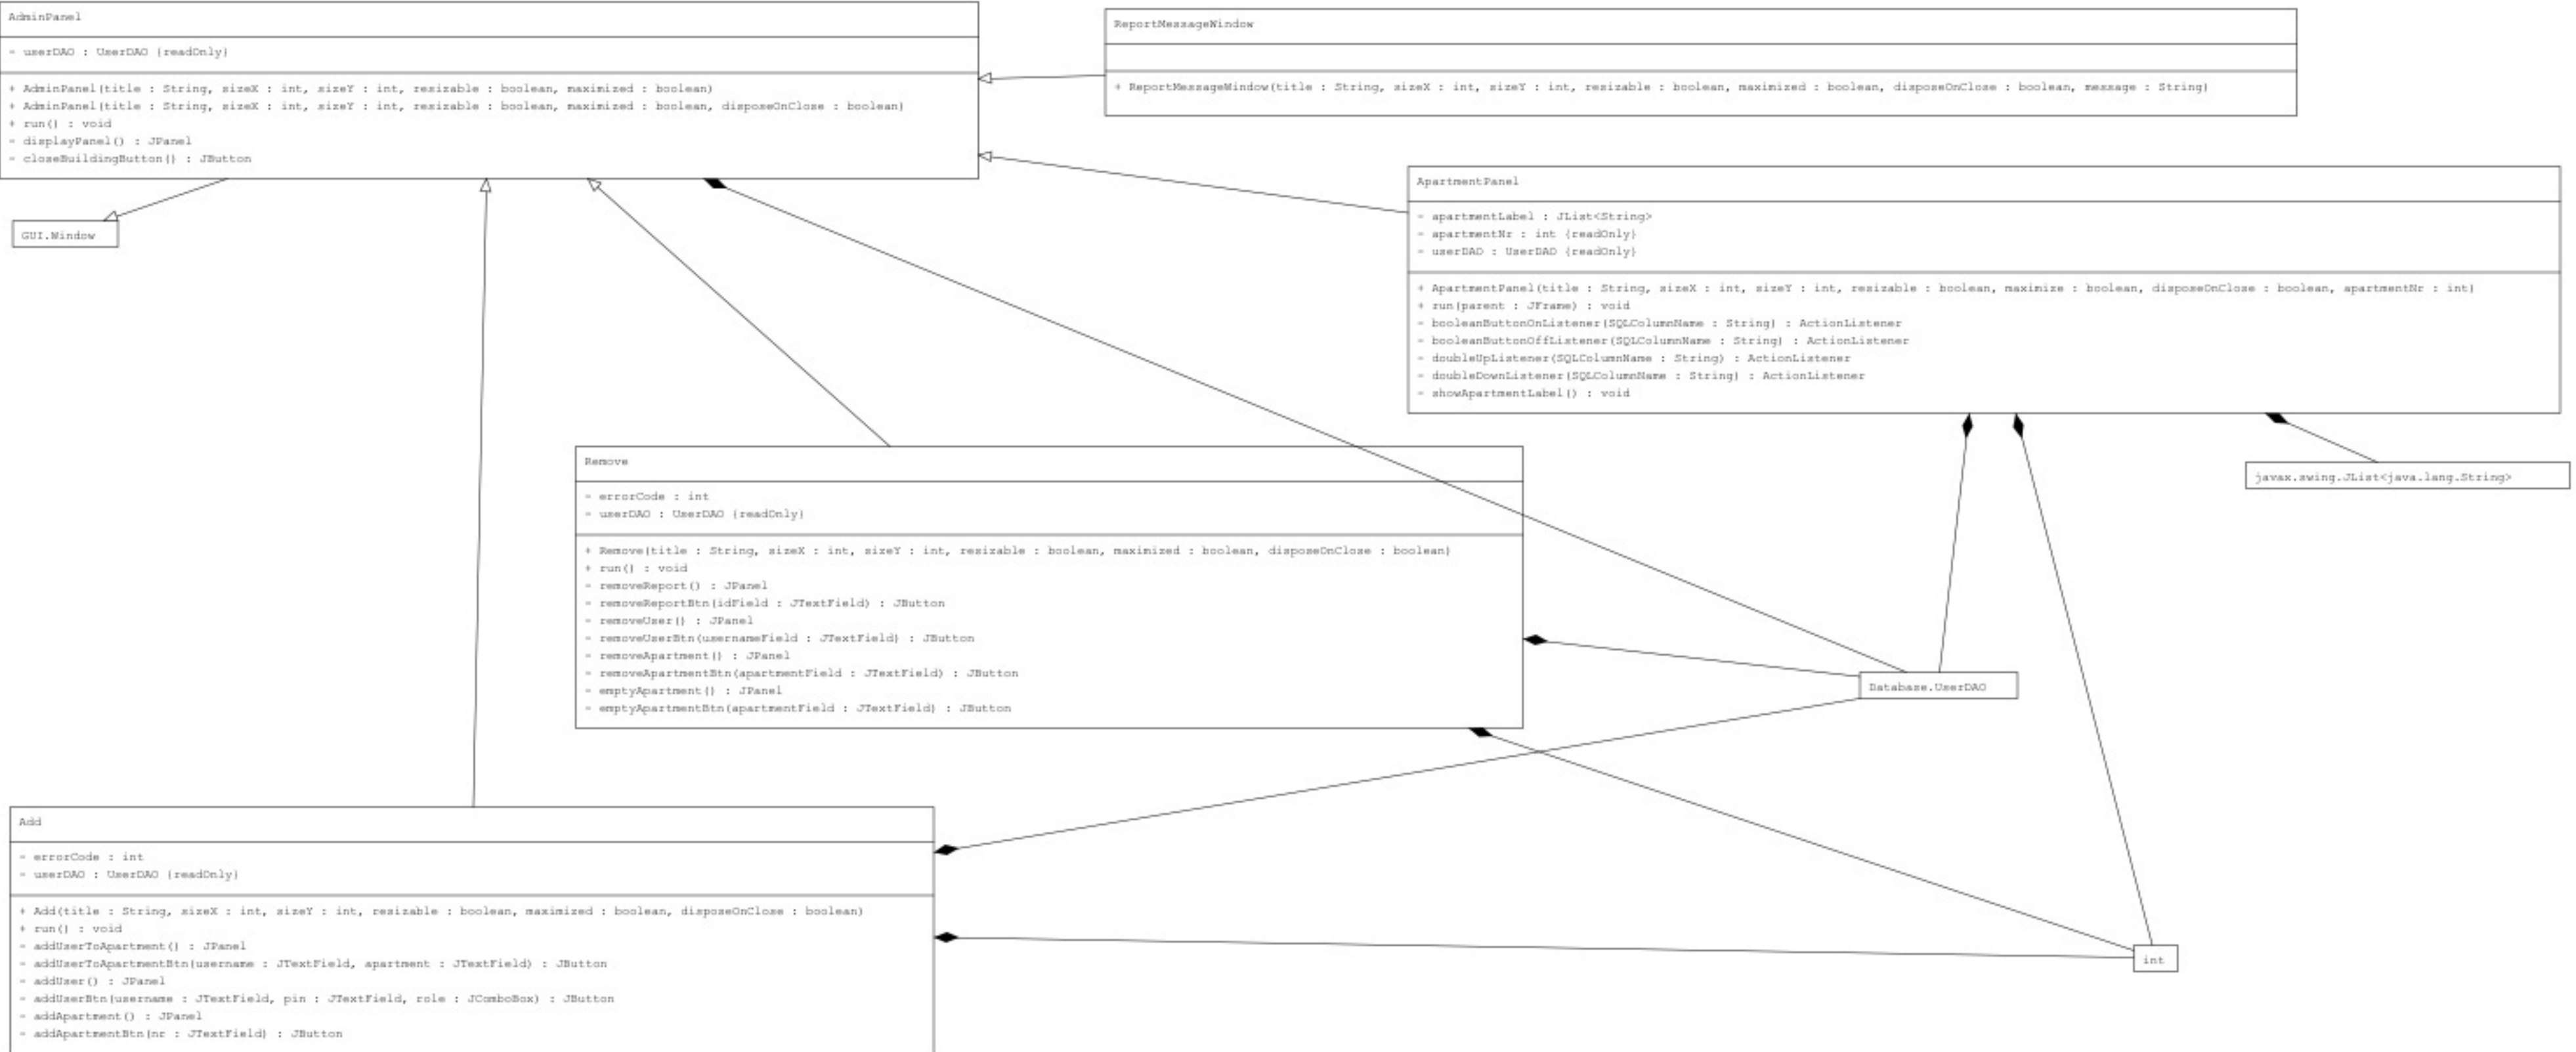 AdminPanel
- userDAO : UserDAO {readOnly}
+ AdminPanel(title : String, sizeX : int, sizeY : int, resizable : boolean, maximized : boolean)
+ AdminPanel(title : String, sizeX : int, sizeY : int, resizable : boolean, maximized : boolean, disposeOnClose : boolean)
+ run() : void
- displayPanel() : JPanel
- closeBuildingButton() : JButton
ReportMessageWindow
+ ReportMessageWindow(title : String, sizeX : int, sizeY : int, resizable : boolean, maximized : boolean, disposeOnClose : boolean, message : String)
GUI.Window
ApartmentPanel
- apartmentLabel : JList<String>
- apartmentNr : int {readOnly}
- userDAO : UserDAO {readOnly}
+ ApartmentPanel(title : String, sizeX : int, sizeY : int, resizable : boolean, maximize : boolean, disposeOnClose : boolean, apartmentNr : int)
+ run(parent : JFrame) : void
- booleanButtonOnListener(SQLColumnName : String) : ActionListener
- booleanButtonOffListener(SQLColumnName : String) : ActionListener
- doubleUpListener(SQLColumnName : String) : ActionListener
- doubleDownListener(SQLColumnName : String) : ActionListener
- showApartmentLabel() : void
javax.swing.JList<java.lang.String>
Remove
- errorCode : int
- userDAO : UserDAO {readOnly}
+ Remove(title : String, sizeX : int, sizeY : int, resizable : boolean, maximized : boolean, disposeOnClose : boolean)
+ run() : void
- removeReport() : JPanel
- removeReportBtn(idField : JTextField) : JButton
- removeUser() : JPanel
- removeUserBtn(usernameField : JTextField) : JButton
- removeApartment() : JPanel
- removeApartmentBtn(apartmentField : JTextField) : JButton
- emptyApartment() : JPanel
- emptyApartmentBtn(apartmentField : JTextField) : JButton
Database.UserDAO
Add
- errorCode : int
- userDAO : UserDAO {readOnly}
+ Add(title : String, sizeX : int, sizeY : int, resizable : boolean, maximized : boolean, disposeOnClose : boolean)
+ run() : void
- addUserToApartment() : JPanel
- addUserToApartmentBtn(username : JTextField, apartment : JTextField) : JButton
- addUser() : JPanel
- addUserBtn(username : JTextField, pin : JTextField, role : JComboBox) : JButton
- addApartment() : JPanel
- addApartmentBtn(nr : JTextField) : JButton
int